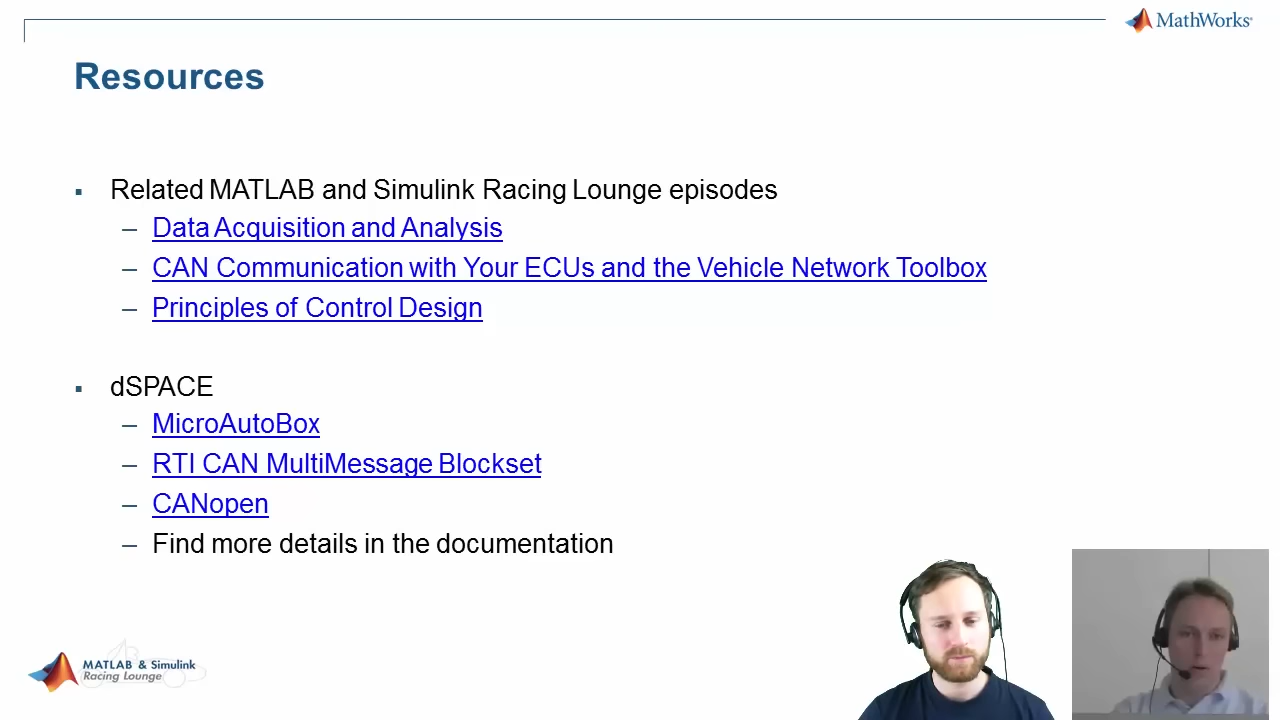 MathWorks®
Resources
Related MATLAB and Simulink Racing Lounge episodes
Data Acquisition and Analysis
CAN Communication with Your ECUs and the Vehicle Network Toolbox
Principles of Control Design
dSPACE
MicroAutoBox
RTI CAN MultiMessage Blockset
CANopen
Find more details in the documentation
MATLAB & Simulink
Racing Lounge